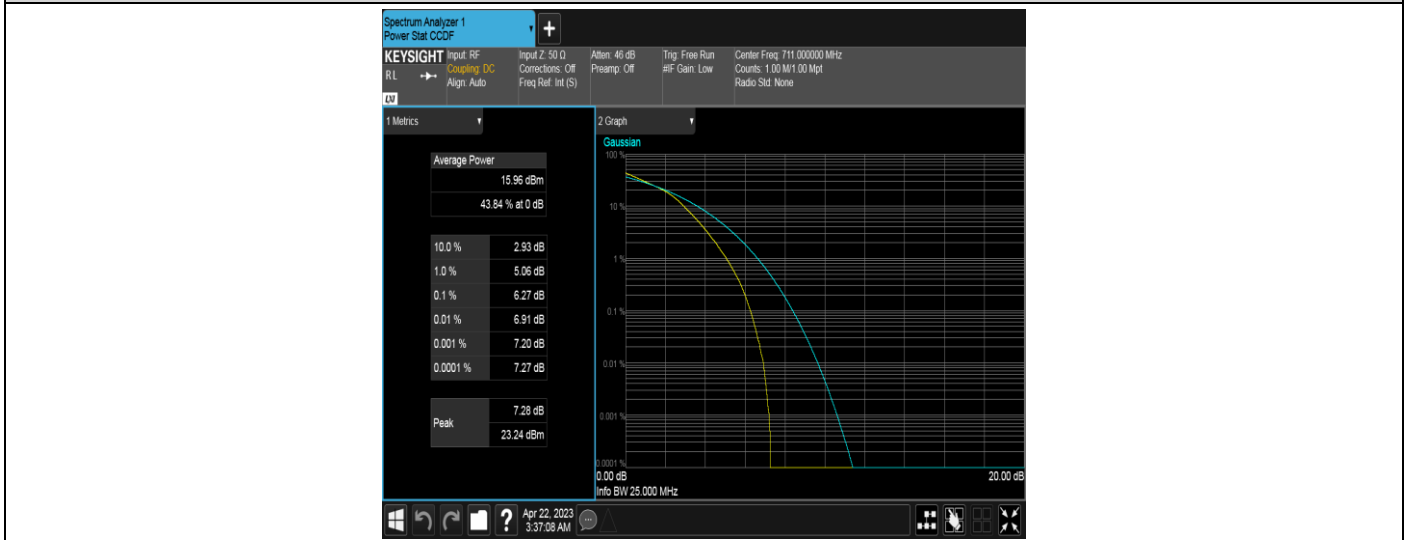 Spectrum Analyzer 1
Power Stat CCDF
+
KEYSIGHT Input: RF
RL
Coupling: DC
Align: Auto
LXI
Input Z: 50 Ω
Corrections: Off
Freq Ref: Int (S)
Atten: 46 dB
Preamp: Off
Trig: Free Run
#IF Gain: Low
Center Freq: 711.000000 MHz
Counts: 1.00 M/1.00 Mpt
Radio Std: None
1 Metrics
Average Power
15.96 dBm
43.84 % at 0 dB
10.0 % 2.93 dB
1.0 % 5.06 dB
0.1 % 6.27 dB
0.01 % 6.91 dB
0.001 % 7.20 dB
0.0001 % 7.27 dB
Peak 7.28 dB
23.24 dBm
2 Graph
Gaussian
100 %
10 %
1 %
0.1 %
0.01 %
0.001 %
0.0001 %
0.00 dB 20.00 dB
Info BW 25.000 MHz
? Apr 22, 2023
3:37:08 AM